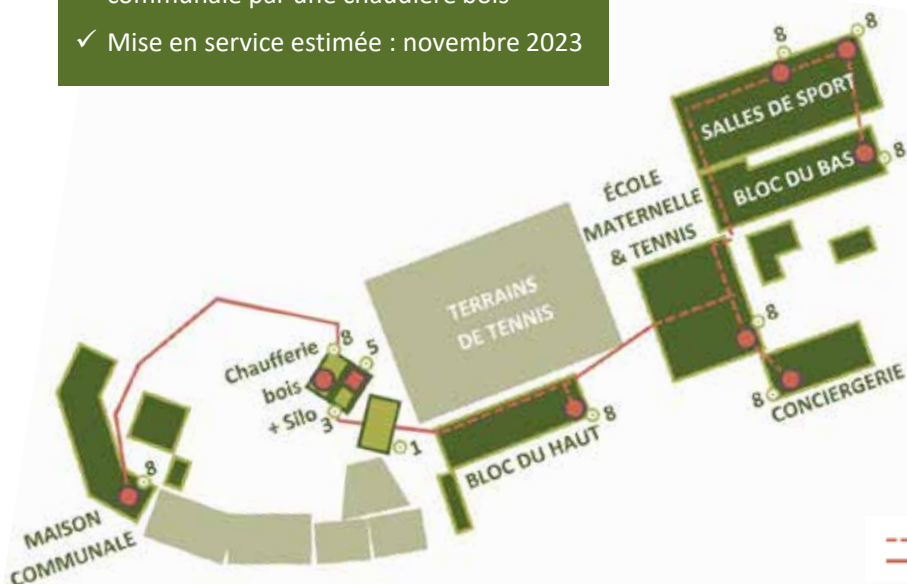 communale par une chaudière bois
✓ Mise en service estimée : novembre 2023
8
8
SALLES DE SPORT
8
BLOC DU BAS
ÉCOLE
MATERNELLE
& TENNIS
TERRAINS
DE TENNIS
8
5
Chaufferie
bois
+ Silo
3
1
8
8
CONCIERGERIE
8
BLOC DU HAUT
8
MAISON
COMMUNALE